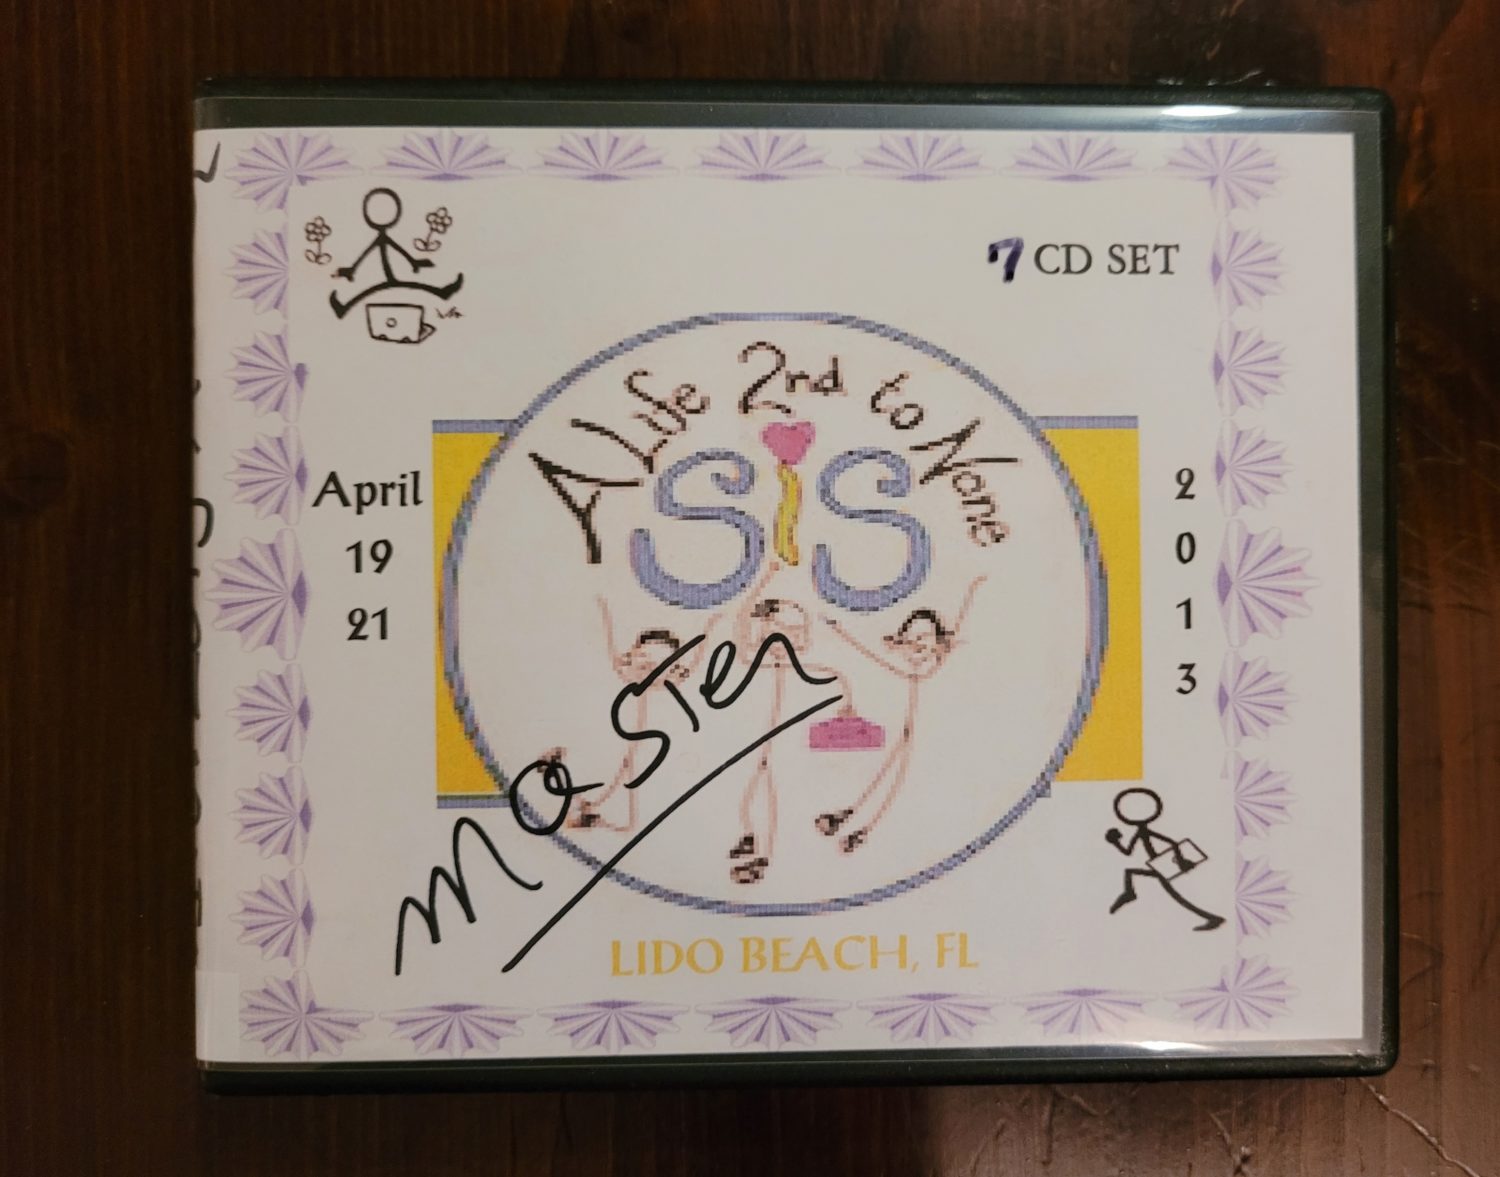 7 CD SET
A Life 2nd to None
SiS
April
19
21
2
0
1
3
Master
LIDO BEACH, FL